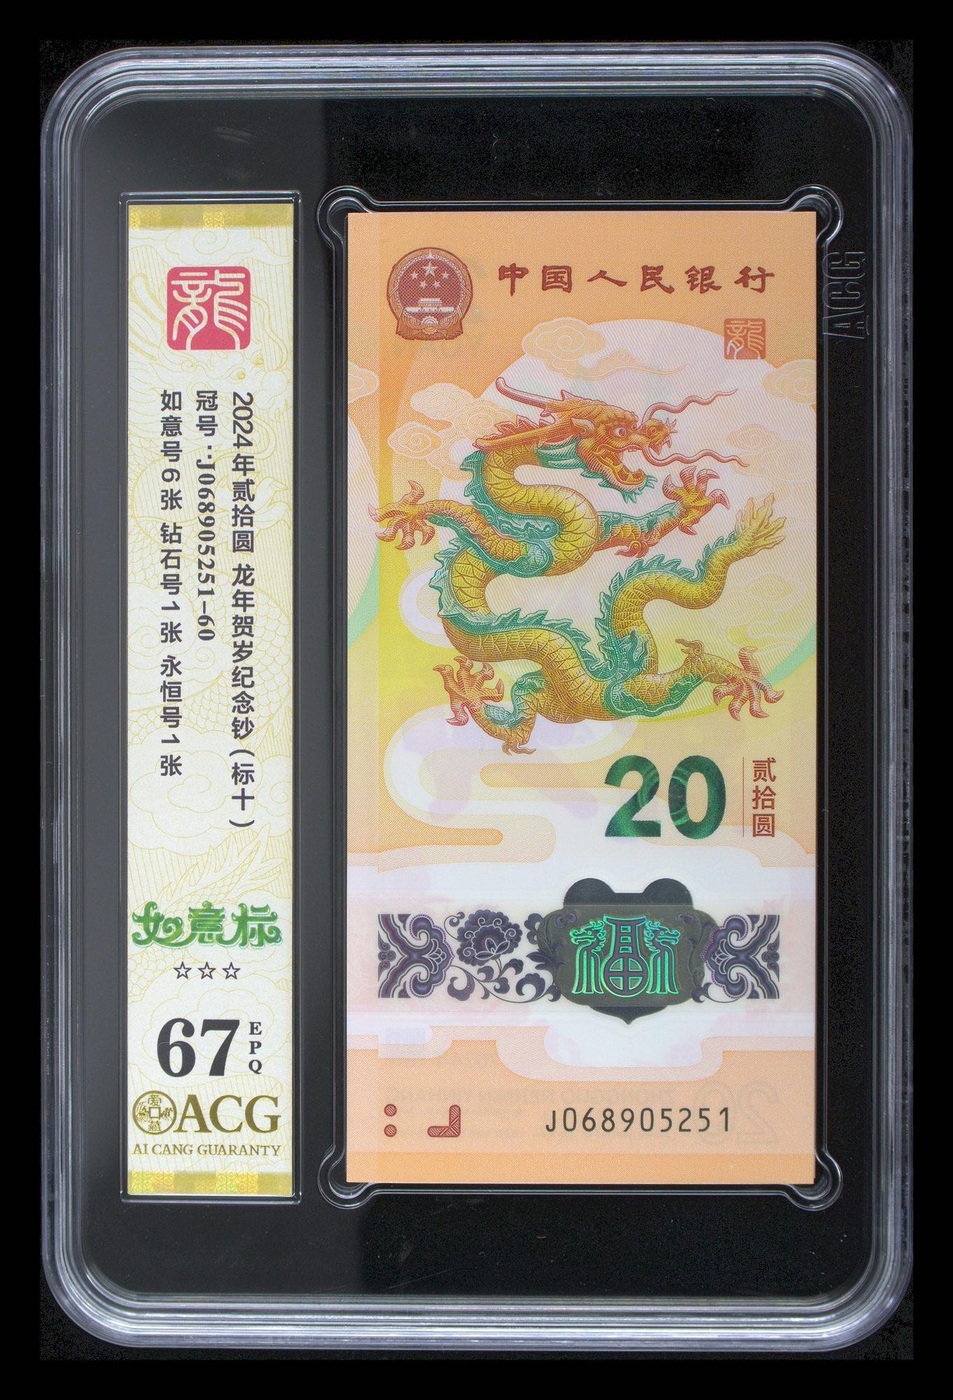 龍
2024年贰拾圆 龙年贺岁纪念钞(标十)
冠号:J068905251-60
如意号6张 钻石号1张 永恒号1张
如意标
☆☆☆
67 EPQ
ACG
AI CANG GUARANTY
中国人民银行
龍
20 贰拾圆
福
J068905251
ACG